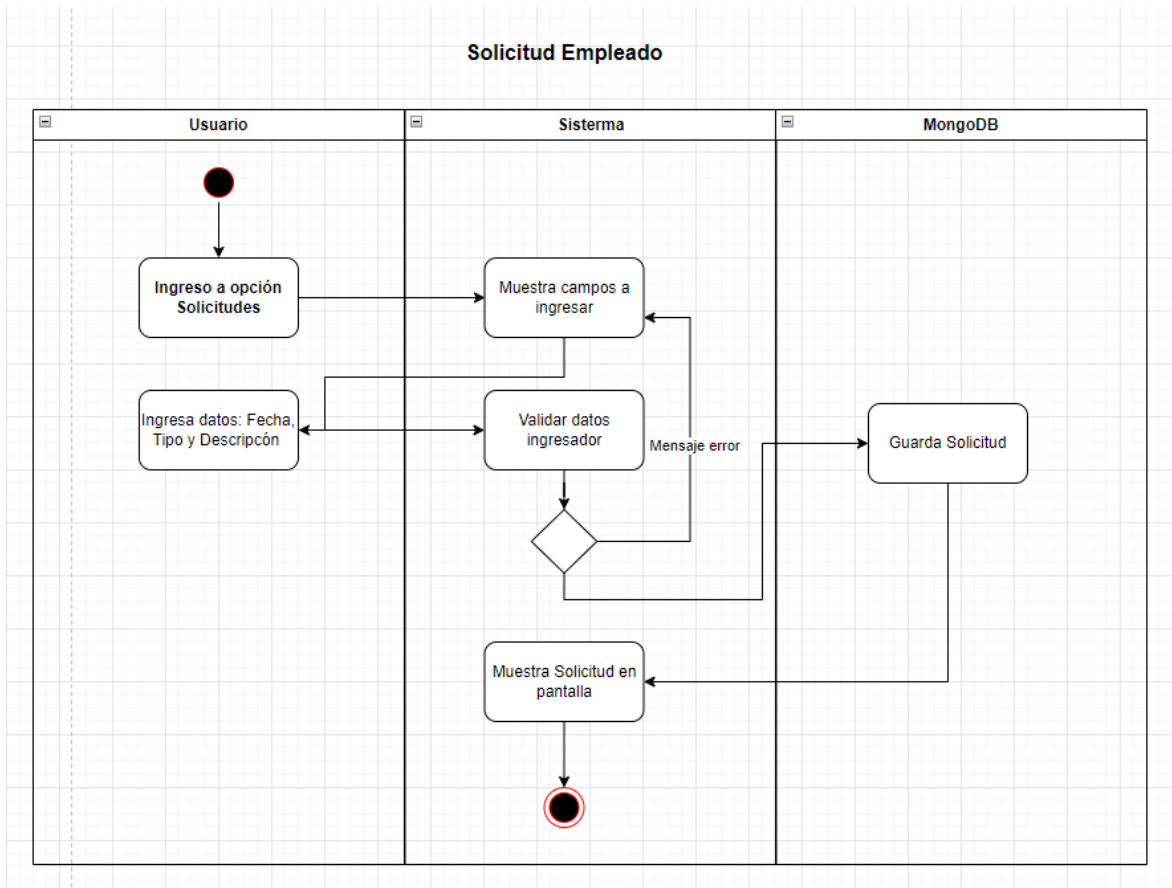 Solicitud Empleado
Usuario
Sisterma
MongoDB
Ingreso a opción
Solicitudes
Muestra campos a
ingresar
Ingresa datos: Fecha,
Tipo y Descripcón
Validar datos
ingresador
Mensaje error
Guarda Solicitud
Muestra Solicitud en
pantalla